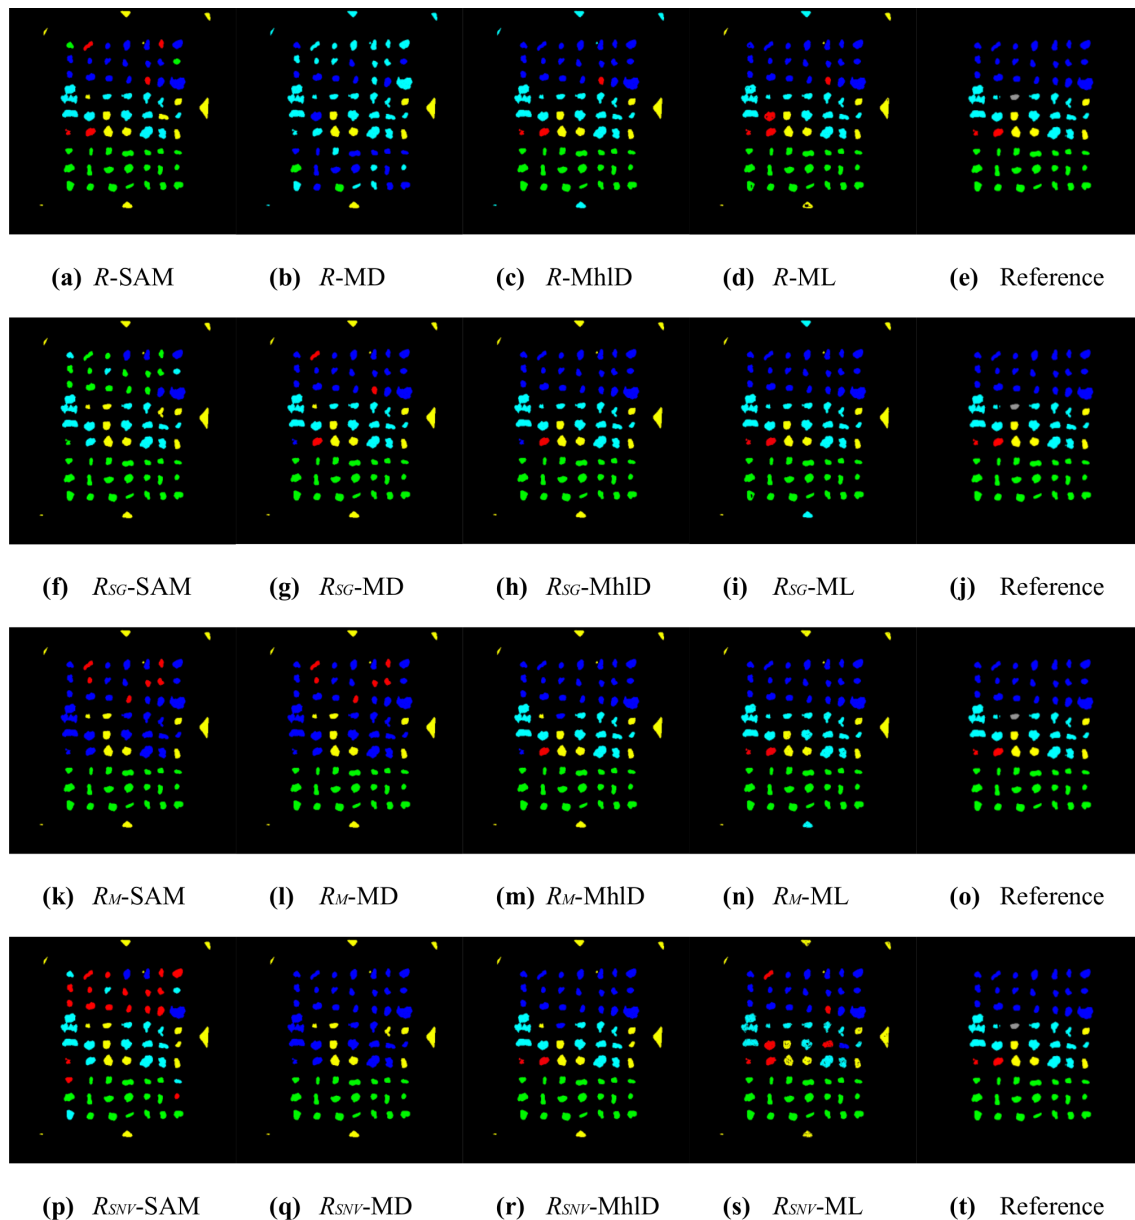 (a) R-SAM (b) R-MD (c) R-MhlD (d) R-ML (e) Reference
(f) RSG-SAM (g) RSG-MD (h) RSG-MhlD (i) RSG-ML (j) Reference
(k) RM-SAM (l) RM-MD (m) RM-MhlD (n) RM-ML (o) Reference
(p) RSNV-SAM (q) RSNV-MD (r) RSNV-MhlD (s) RSNV-ML (t) Reference